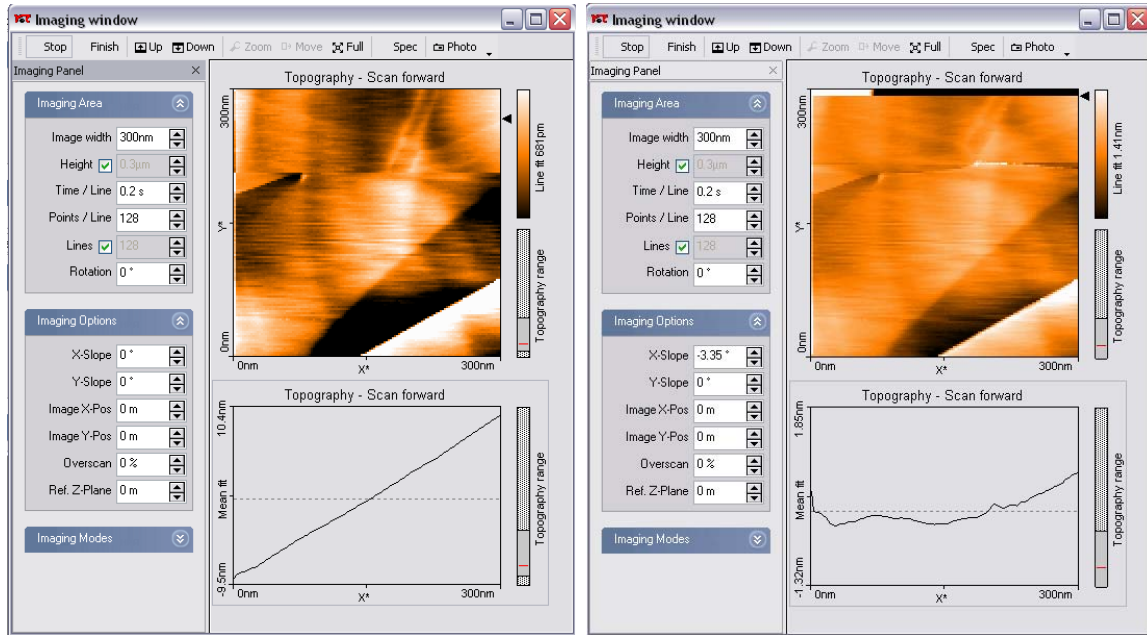 Imaging window
Stop Finish Up Down Zoom Move Full Spec Photo
Imaging Panel
Imaging Area
Image width 300nm
Height 0.3µm
Time / Line 0.2 s
Points / Line 128
Lines 128
Rotation 0 °
Imaging Options
X-Slope 0 °
Y-Slope 0 °
Image X-Pos 0 m
Image Y-Pos 0 m
Overscan 0 %
Ref. Z-Plane 0 m
Imaging Modes
Topography - Scan forward
300nm
Y*
0nm
0nm X* 300nm
Line fit 681pm
Topography range
Topography - Scan forward
10.4nm
Mean fit
-9.5nm
0nm X* 300nm
Topography range
Imaging window
Stop Finish Up Down Zoom Move Full Spec Photo
Imaging Panel
Imaging Area
Image width 300nm
Height 0.3µm
Time / Line 0.2 s
Points / Line 128
Lines 128
Rotation 0 °
Imaging Options
X-Slope -3.35 °
Y-Slope 0 °
Image X-Pos 0 m
Image Y-Pos 0 m
Overscan 0 %
Ref. Z-Plane 0 m
Imaging Modes
Topography - Scan forward
300nm
Y*
0nm
0nm X* 300nm
Line fit 1.41nm
Topography range
Topography - Scan forward
1.85nm
Mean fit
-1.32nm
0nm X* 300nm
Topography range